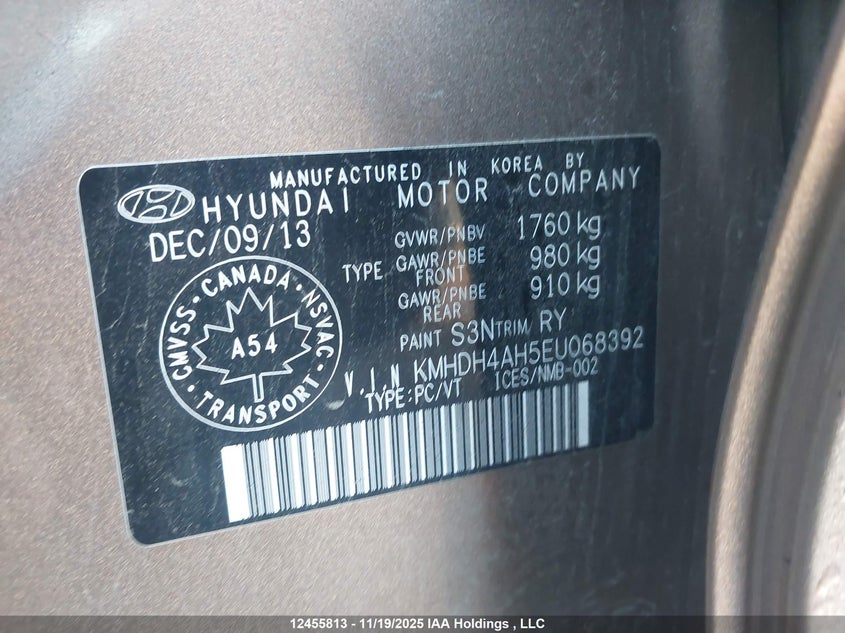 MANUFACTURED IN KOREA BY
HYUNDAI MOTOR COMPANY
DEC/09/13
GVWR/PNBV 1760 kg
TYPE GAWR/PNBE FRONT 980 kg
GAWR/PNBE REAR 910 kg
PAINT S3N TRIM RY
V.I.N KMHDH4AH5EU068392
TYPE:PC/VT ICES/NMB-002
CMVSS · CANADA · NSVAC · TRANSPORT ·
A54
12455813 - 11/19/2025 IAA Holdings , LLC